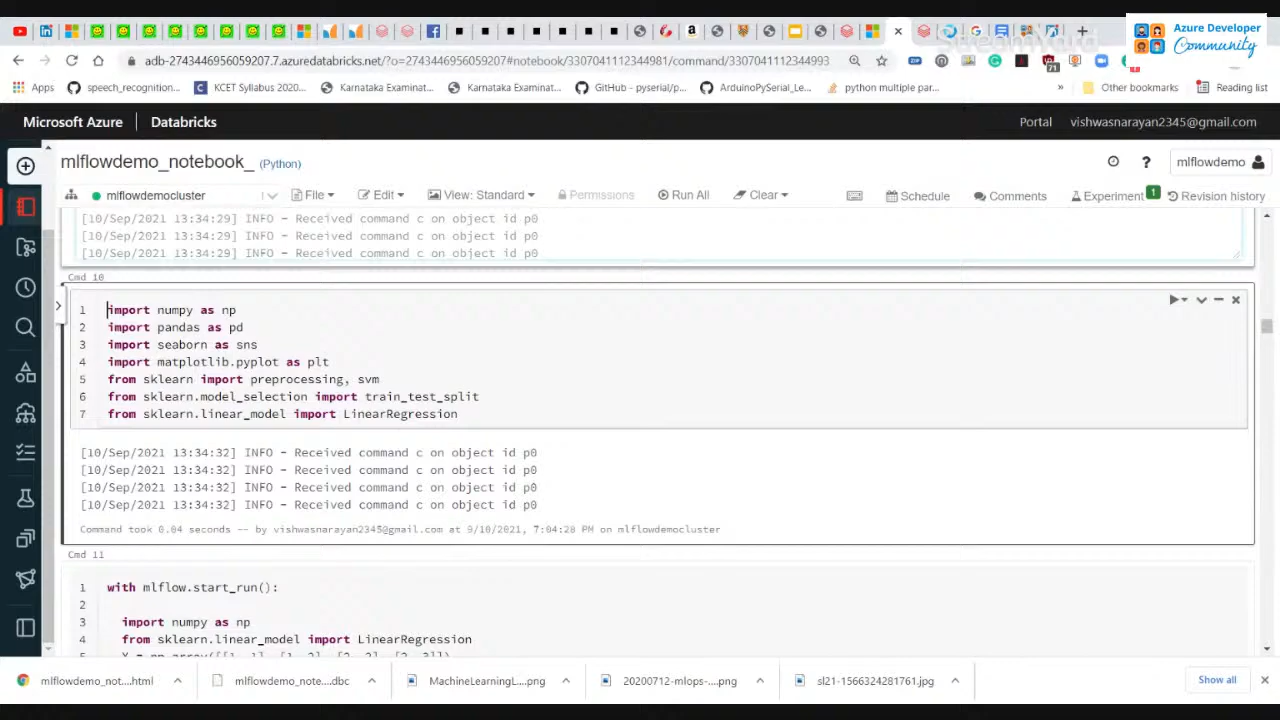 Azure Developer
Community
StreamYard
adb-2743446956059207.7.azuredatabricks.net/?o=2743446956059207#notebook/3307041112344981/command/3307041112344993
ZIP
71
Apps
speech_recognition...
KCET Syllabus 2020...
Karnataka Examinat...
Karnataka Examinat...
GitHub - pyserial/p...
ArduinoPySerial_Le...
python multiple par...
»
Other bookmarks
Reading list
Microsoft Azure
Databricks
Portal
vishwasnarayan2345@gmail.com
mlflowdemo_notebook_ (Python)
mlflowdemo
mlflowdemocluster
File
Edit
View: Standard
Permissions
Run All
Clear
Schedule
Comments
Experiment
1
Revision history
[10/Sep/2021 13:34:29] INFO - Received command c on object id p0
[10/Sep/2021 13:34:29] INFO - Received command c on object id p0
[10/Sep/2021 13:34:29] INFO - Received command c on object id p0
Cmd 10
1 import numpy as np
2 import pandas as pd
3 import seaborn as sns
4 import matplotlib.pyplot as plt
5 from sklearn import preprocessing, svm
6 from sklearn.model_selection import train_test_split
7 from sklearn.linear_model import LinearRegression
[10/Sep/2021 13:34:32] INFO - Received command c on object id p0
[10/Sep/2021 13:34:32] INFO - Received command c on object id p0
[10/Sep/2021 13:34:32] INFO - Received command c on object id p0
[10/Sep/2021 13:34:32] INFO - Received command c on object id p0
Command took 0.04 seconds -- by vishwasnarayan2345@gmail.com at 9/10/2021, 7:04:28 PM on mlflowdemocluster
Cmd 11
1 with mlflow.start_run():
2
3 import numpy as np
4 from sklearn.linear_model import LinearRegression
mlflowdemo_not....html
mlflowdemo_note....dbc
MachineLearningL....png
20200712-mlops-....png
sl21-1566324281761.jpg
Show all